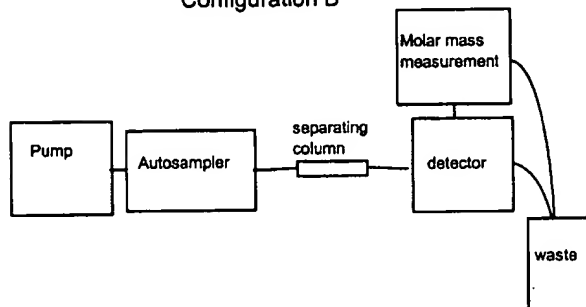 Configuration B
Molar mass
measurement
separating
column
Pump
Autosampler
detector
waste